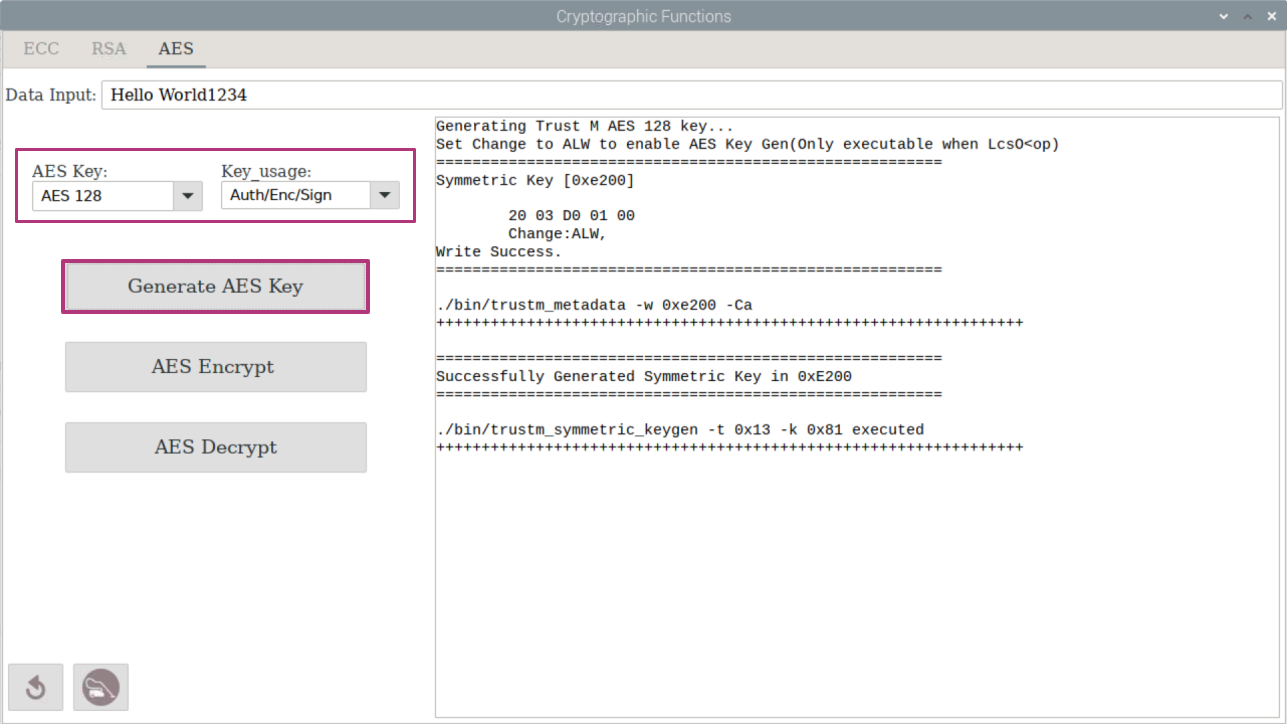 Cryptographic Functions
ECC RSA AES
Data Input: Hello World1234
AES Key: Key_usage:
AES 128 Auth/Enc/Sign
Generate AES Key
AES Encrypt
AES Decrypt
Generating Trust M AES 128 key...
Set Change to ALW to enable AES Key Gen(Only executable when LcsO<op)
========================================================
Symmetric Key [0xe200]
20 03 D0 01 00
Change:ALW,
Write Success.
========================================================
./bin/trustm_metadata -w 0xe200 -Ca
+++++++++++++++++++++++++++++++++++++++++++++++++++++++++++++++++
========================================================
Successfully Generated Symmetric Key in 0xE200
========================================================
./bin/trustm_symmetric_keygen -t 0x13 -k 0x81 executed
+++++++++++++++++++++++++++++++++++++++++++++++++++++++++++++++++